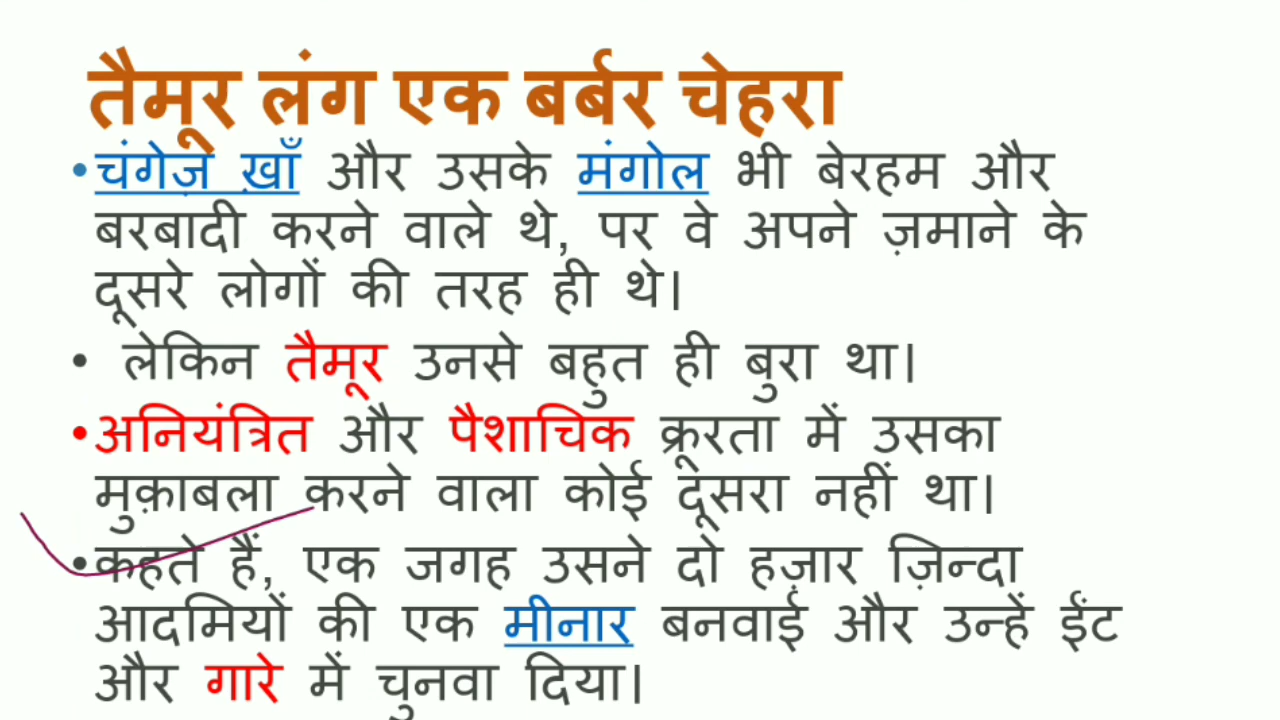 तैमूर लंग एक बर्बर चेहरा
•चंगेज़ ख़ाँ और उसके मंगोल भी बेरहम और
बरबादी करने वाले थे, पर वे अपने ज़माने के
दूसरे लोगों की तरह ही थे।
• लेकिन तैमूर उनसे बहुत ही बुरा था।
•अनियंत्रित और पैशाचिक क्रूरता में उसका
मुक़ाबला करने वाला कोई दूसरा नहीं था।
•कहते हैं, एक जगह उसने दो हज़ार ज़िन्दा
आदमियों की एक मीनार बनवाई और उन्हें ईंट
और गारे में चुनवा दिया।